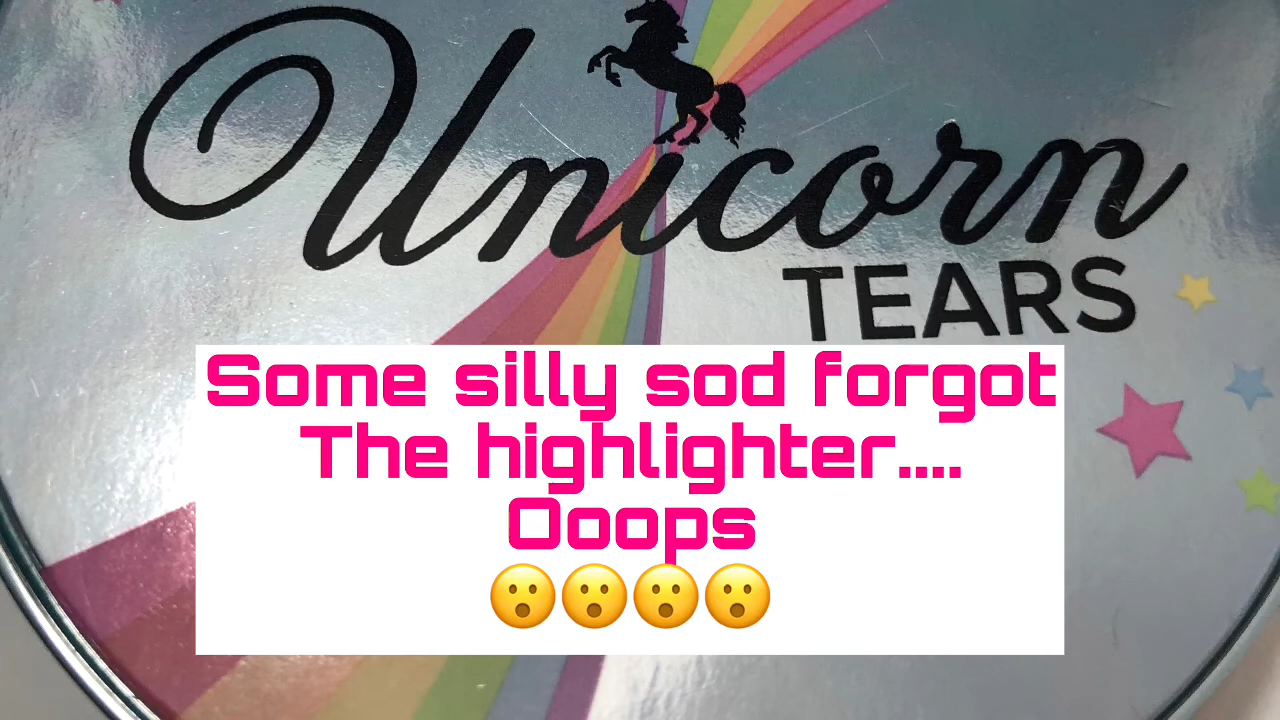 Unicorn
TEARS
Some silly sod forgot
The highlighter....
Ooops
😮😮😮😮